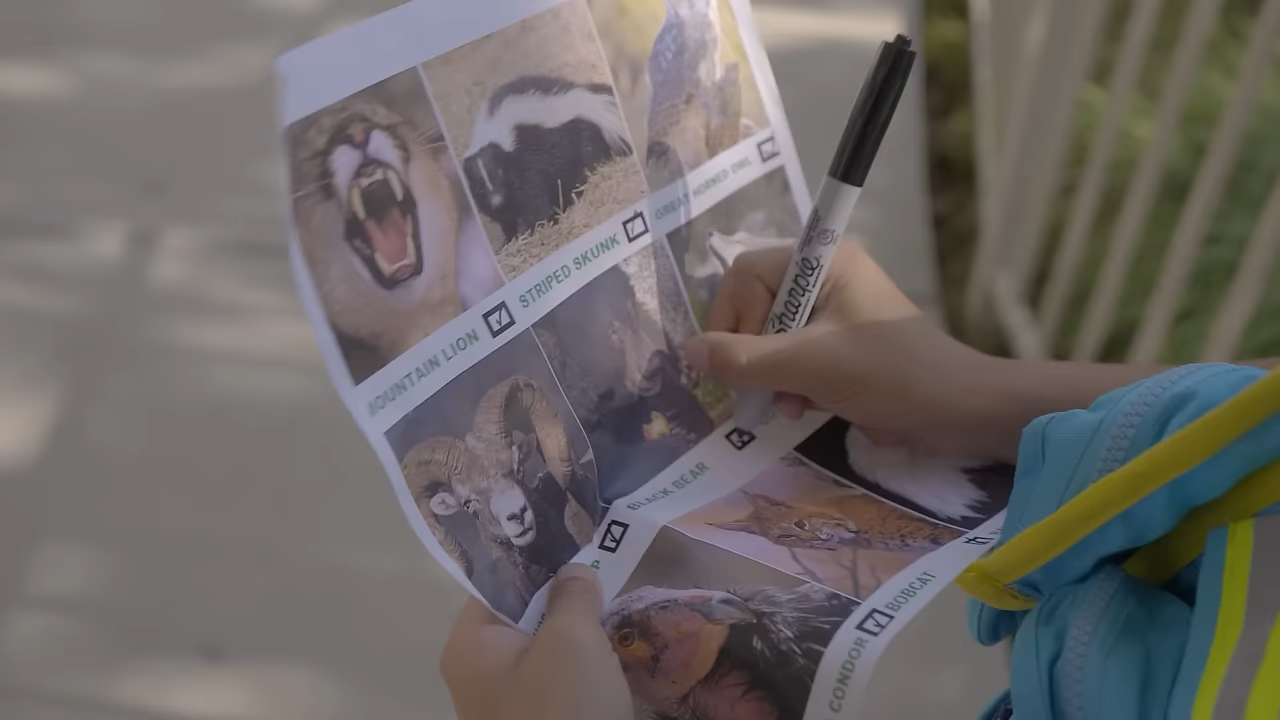 MOUNTAIN LION
STRIPED SKUNK
GREAT HORNED OWL
Sharpie
BLACK BEAR
P
CONDOR
BOBCAT